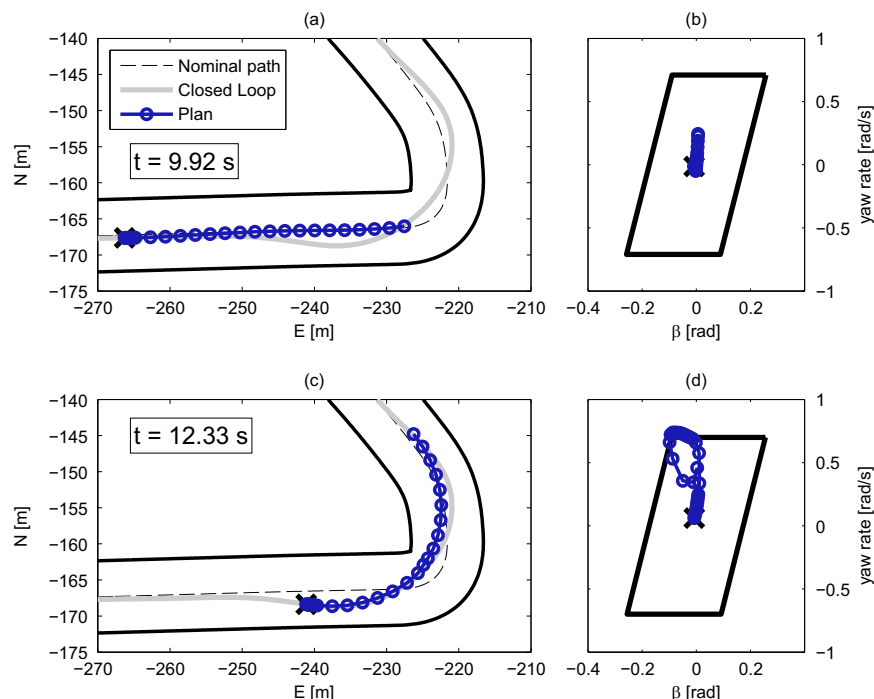 (a)
(b)
−140
−145
−150
−155
−160
−165
−170
−175
N [m]
Nominal path
Closed Loop
Plan
t = 9.92 s
−270 −260 −250 −240 −230 −220 −210
E [m]
1
0.5
0
−0.5
−1
yaw rate [rad/s]
−0.4 −0.2 0 0.2
β [rad]
(c)
(d)
−140
−145
−150
−155
−160
−165
−170
−175
N [m]
t = 12.33 s
−270 −260 −250 −240 −230 −220 −210
E [m]
1
0.5
0
−0.5
−1
yaw rate [rad/s]
−0.4 −0.2 0 0.2
β [rad]